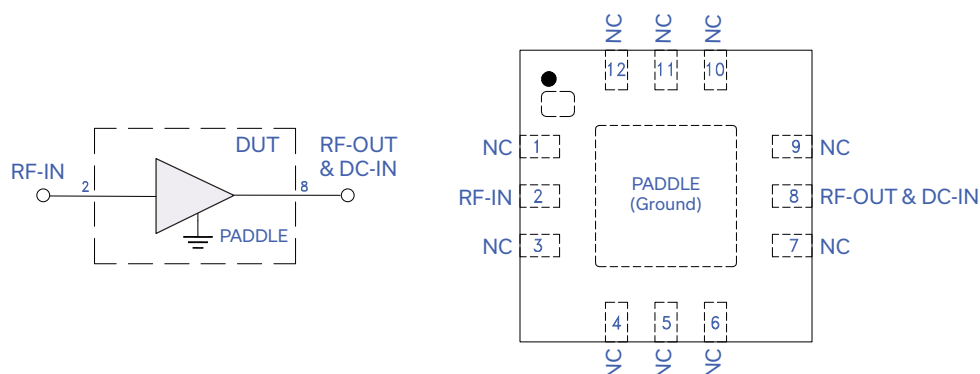 DUT
RF-IN
2
8
RF-OUT
& DC-IN
PADDLE
NC NC NC
12 11 10
NC 1
RF-IN 2
NC 3
PADDLE
(Ground)
9 NC
8 RF-OUT & DC-IN
7 NC
4 5 6
NC NC NC